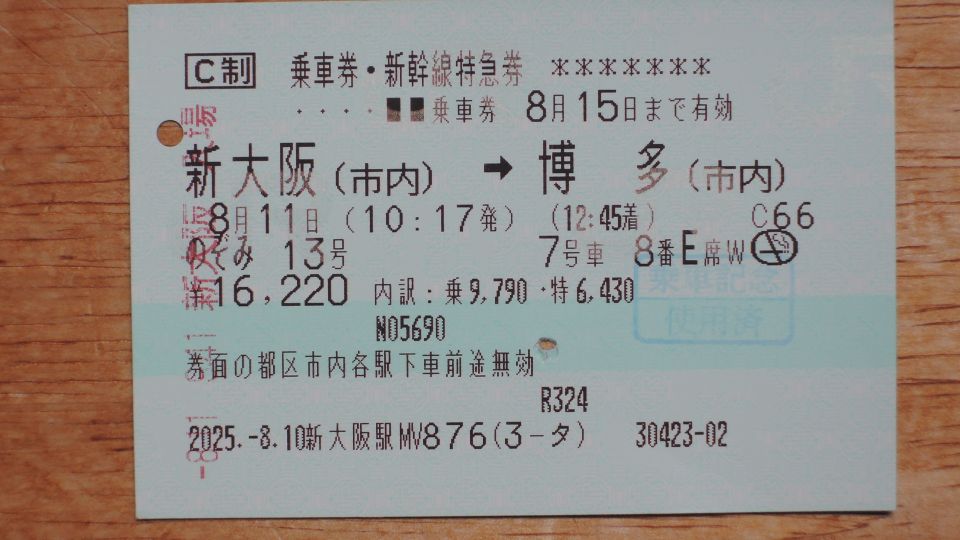 C制 乗車券・新幹線特急券 *******
・・・・■■乗車券 8月15日まで有効
新大阪(市内) → 博 多(市内)
8月11日 (10:17発) (12:45着) C66
のぞみ 13号 7号車 8番E席W
¥16,220 内訳:乗9,790・特6,430
乗車記念
使用済
NO5690
券面の都区市内各駅下車前途無効
R324
2025.-8.10新大阪駅MV876(3-タ) 30423-02